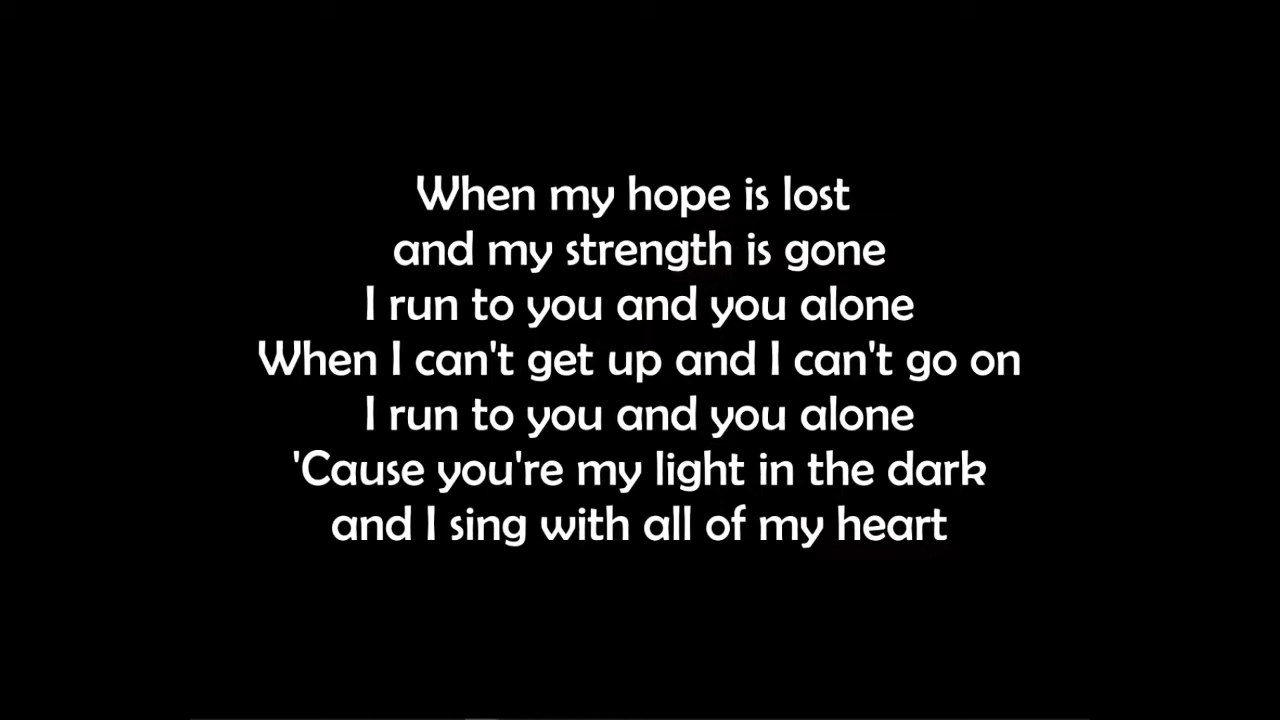 When my hope is lost
and my strength is gone
I run to you and you alone
When I can't get up and I can't go on
I run to you and you alone
'Cause you're my light in the dark
and I sing with all of my heart